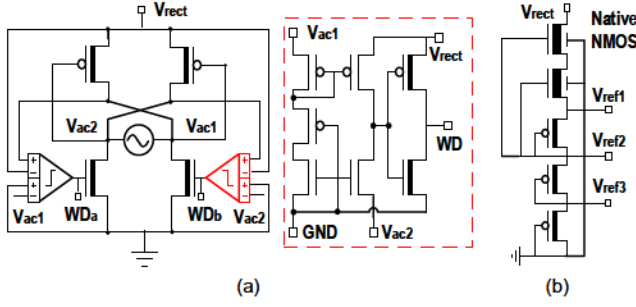 Vrect
Vac2
Vac1
Vac1
WDa
WDb
Vac2
Vac1
Vrect
WD
GND
Vac2
(a)
Vrect
Native
NMOS
Vref1
Vref2
Vref3
(b)